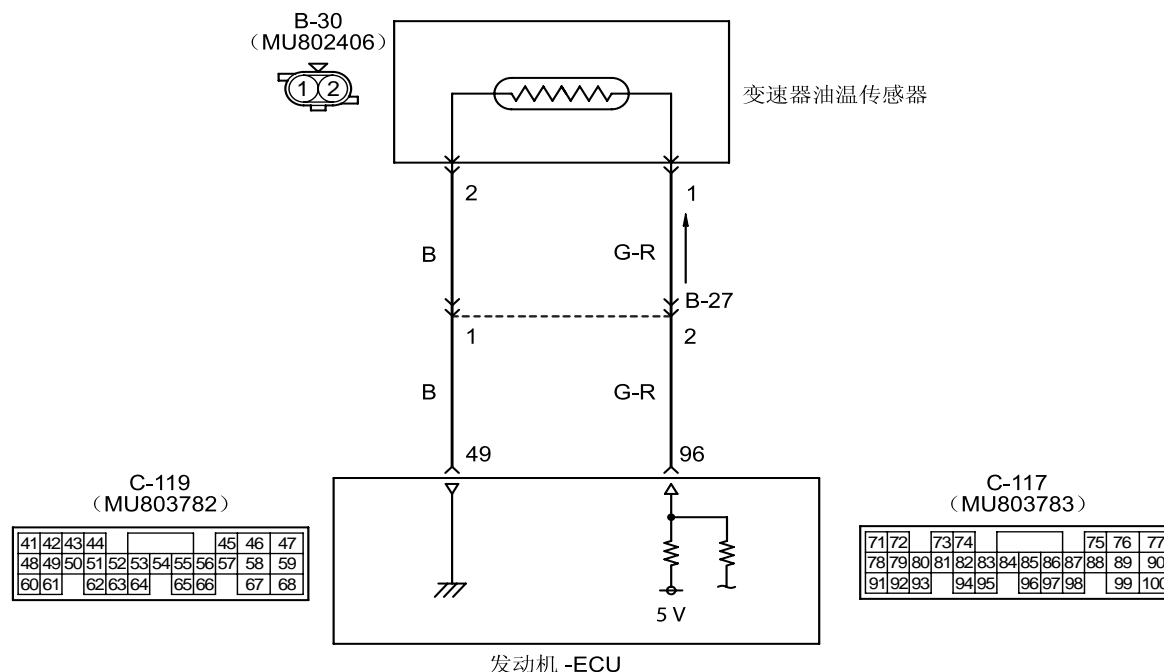 B-30
（MU802406）
1 2
变速器油温传感器
2
1
B
G-R
B-27
1
2
B
G-R
49
96
C-119
（MU803782）
41 42 43 44 45 46 47
48 49 50 51 52 53 54 55 56 57 58 59
60 61 62 63 64 65 66 67 68
C-117
（MU803783）
71 72 73 74 75 76 77
78 79 80 81 82 83 84 85 86 87 88 89 90
91 92 93 94 95 96 97 98 99 100
5 V
发动机 -ECU